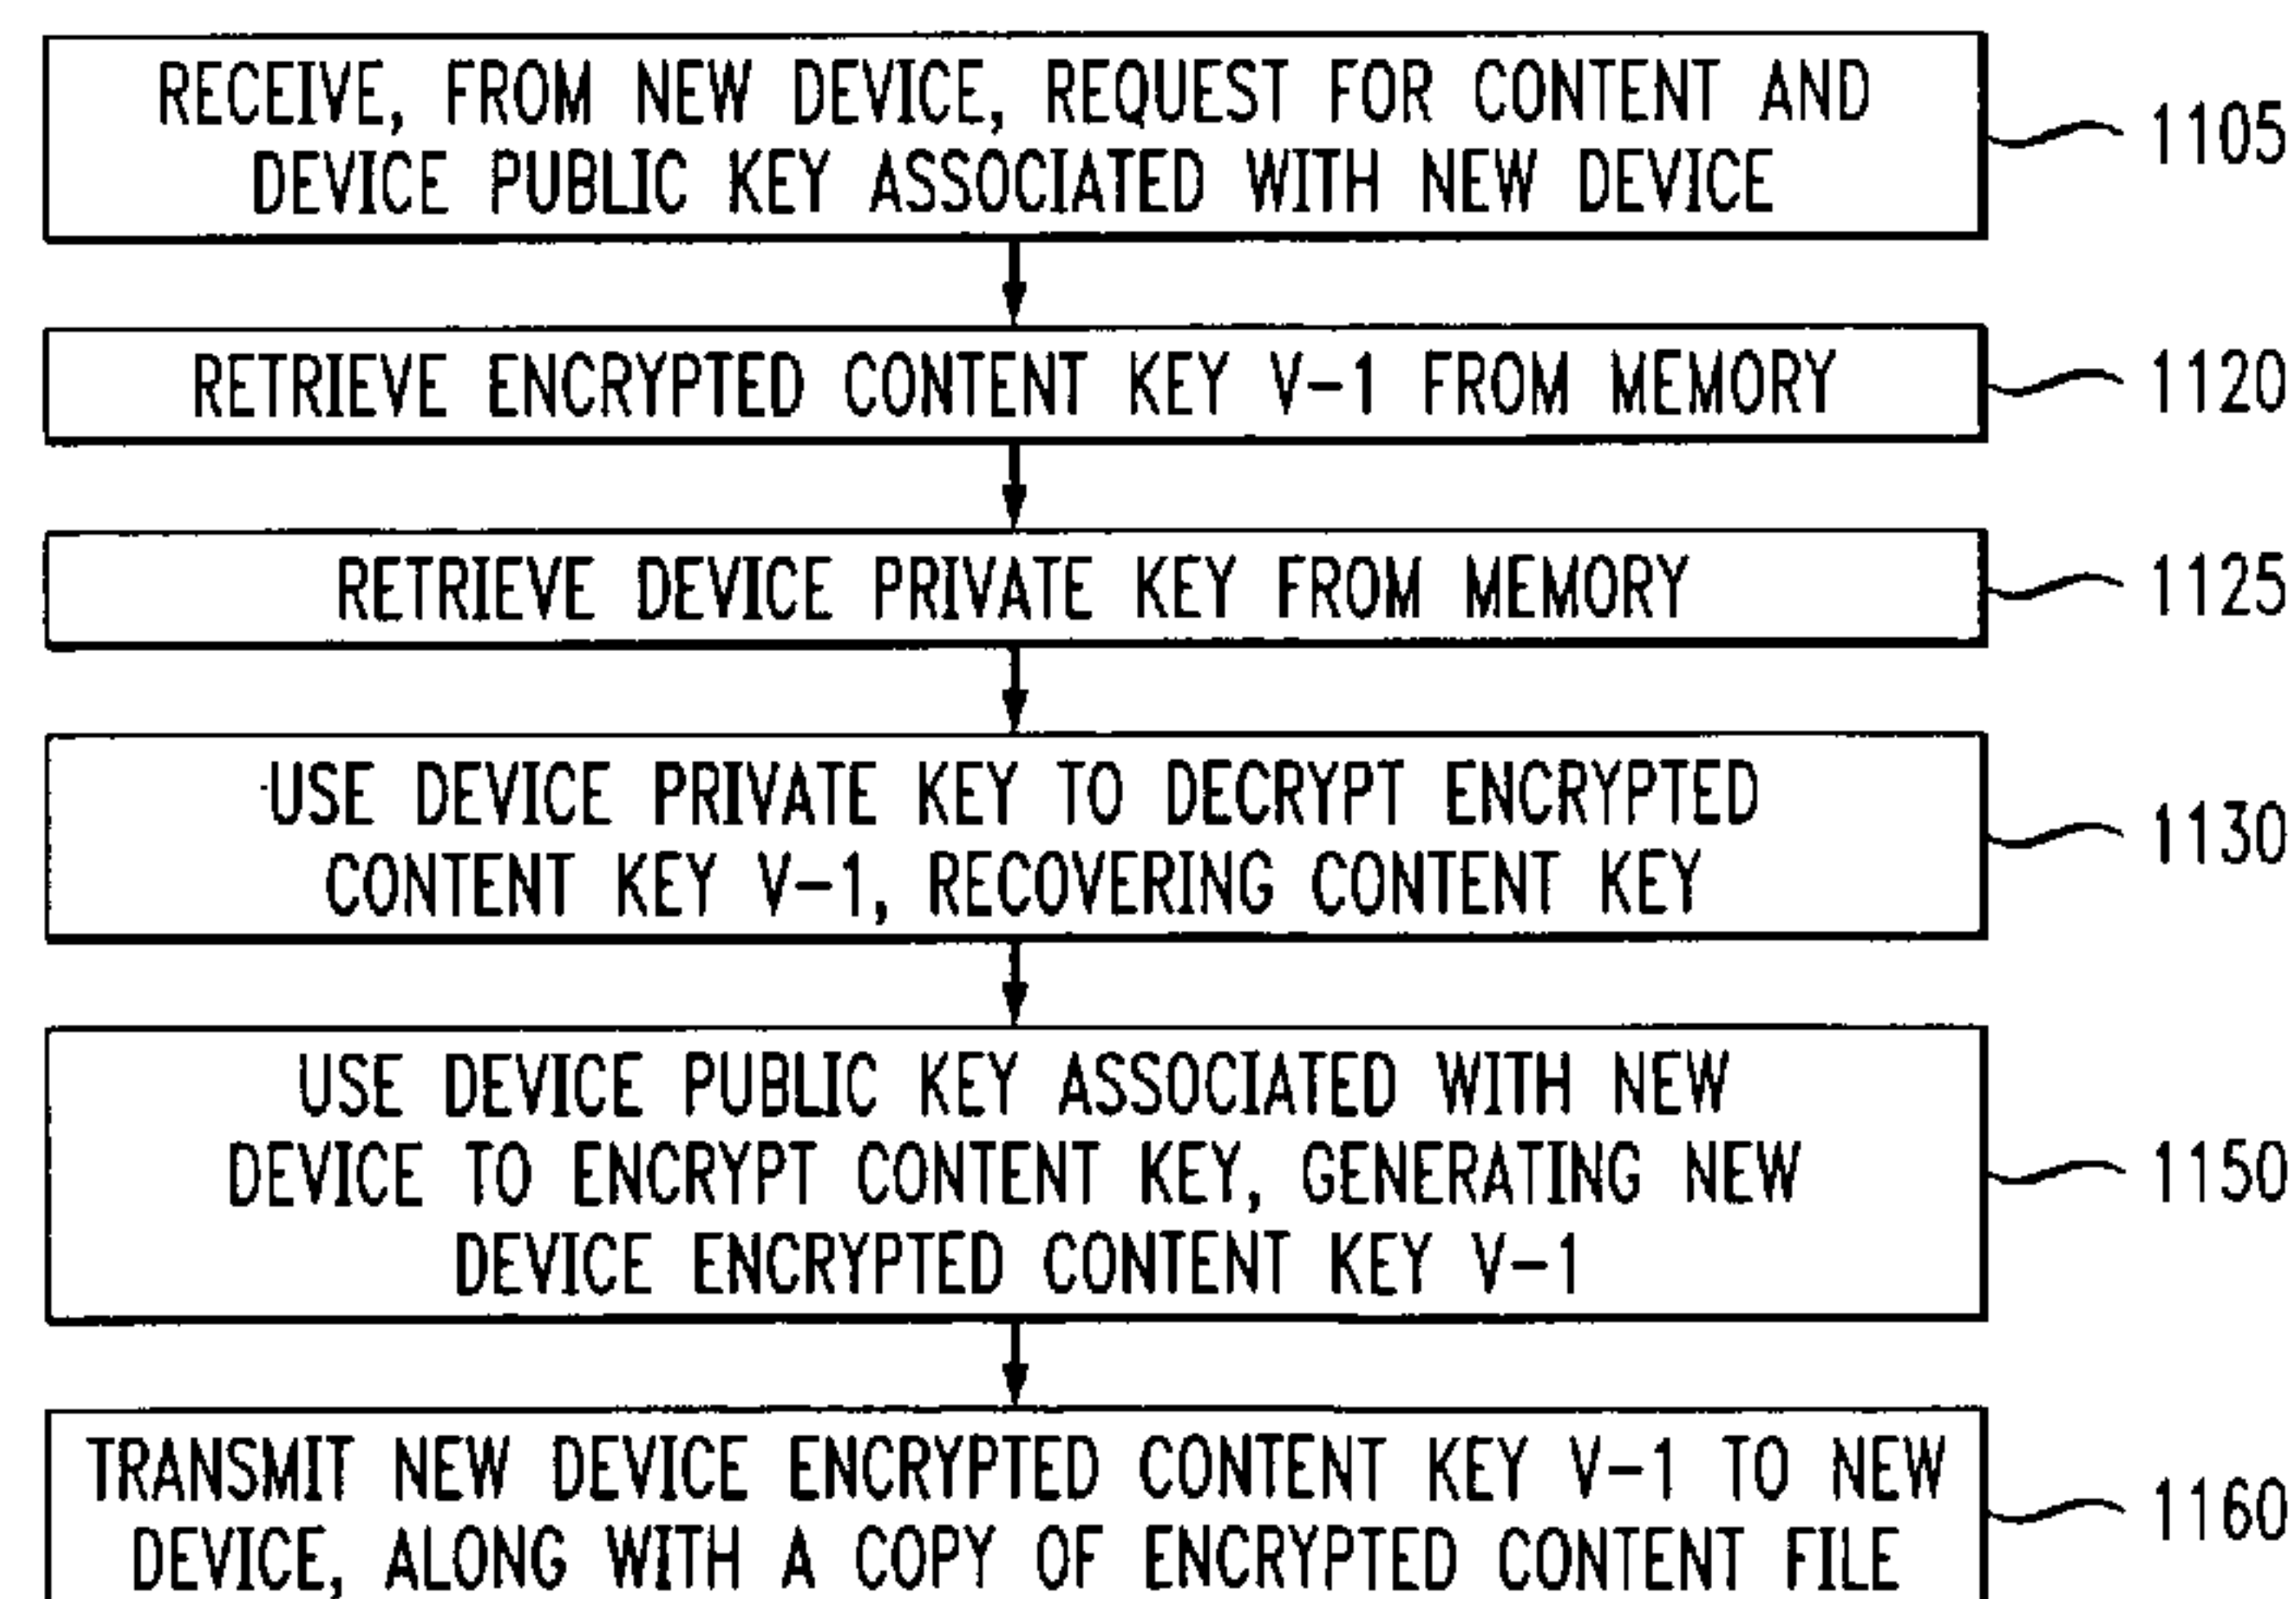 RECEIVE, FROM NEW DEVICE, REQUEST FOR CONTENT AND
DEVICE PUBLIC KEY ASSOCIATED WITH NEW DEVICE
1105
RETRIEVE ENCRYPTED CONTENT KEY V-1 FROM MEMORY
1120
RETRIEVE DEVICE PRIVATE KEY FROM MEMORY
1125
USE DEVICE PRIVATE KEY TO DECRYPT ENCRYPTED
CONTENT KEY V-1, RECOVERING CONTENT KEY
1130
USE DEVICE PUBLIC KEY ASSOCIATED WITH NEW
DEVICE TO ENCRYPT CONTENT KEY, GENERATING NEW
DEVICE ENCRYPTED CONTENT KEY V-1
1150
TRANSMIT NEW DEVICE ENCRYPTED CONTENT KEY V-1 TO NEW
DEVICE, ALONG WITH A COPY OF ENCRYPTED CONTENT FILE
1160